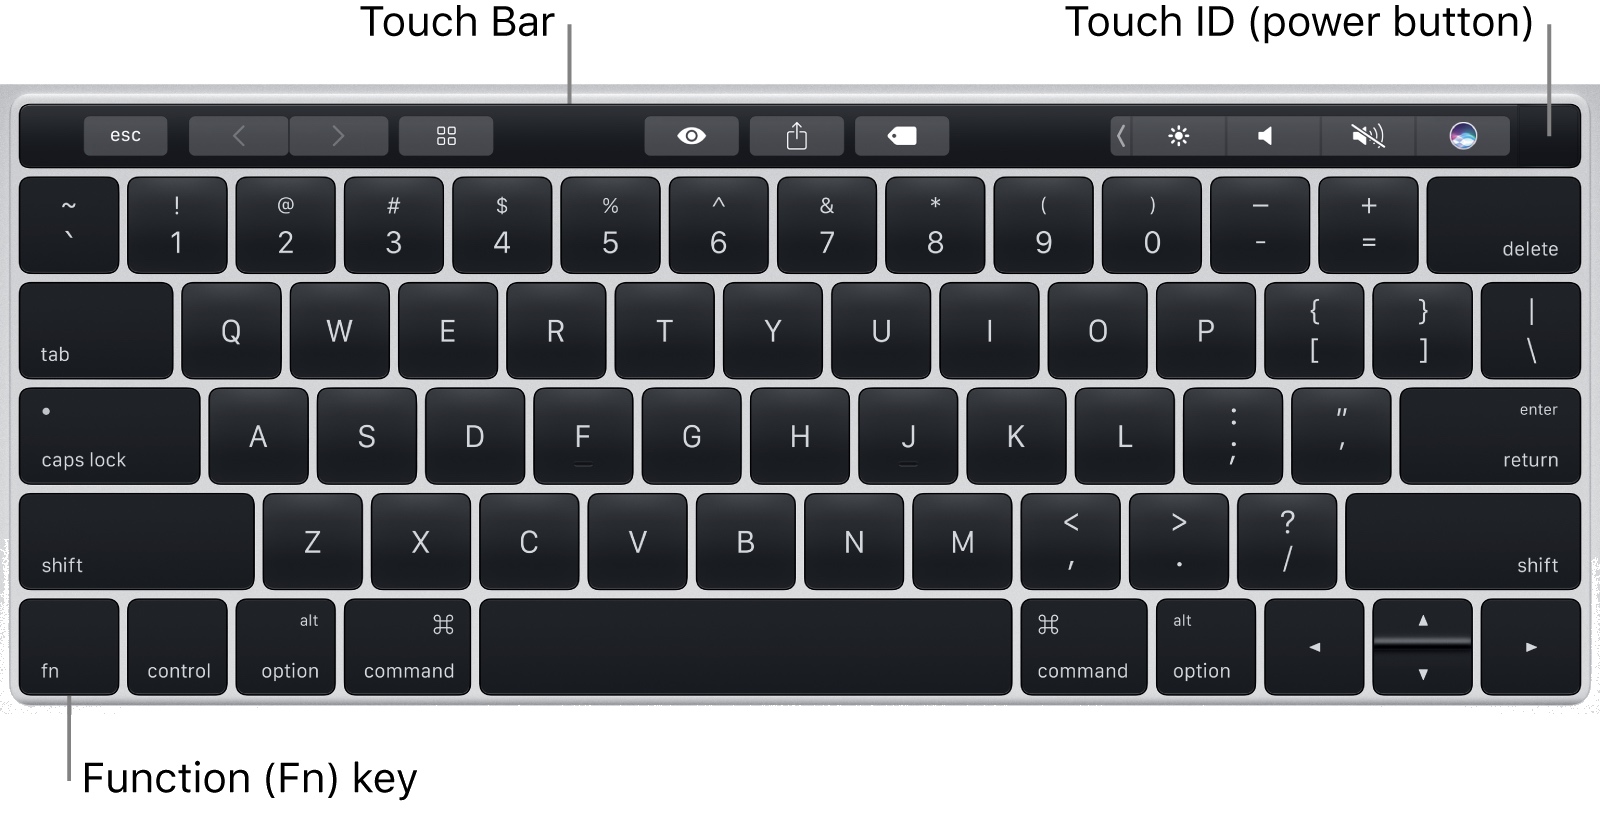 Touch Bar
Touch ID (power button)
esc
~ ! @ # $ % ^ & * ( ) — +
` 1 2 3 4 5 6 7 8 9 0 - = delete
tab Q W E R T Y U I O P { [ } ] | \
caps lock A S D F G H J K L : ; " ' enter return
shift Z X C V B N M < , > . ? / shift
fn control alt option ⌘ command ⌘ command alt option ◄ ▲ ▼ ►
Function (Fn) key